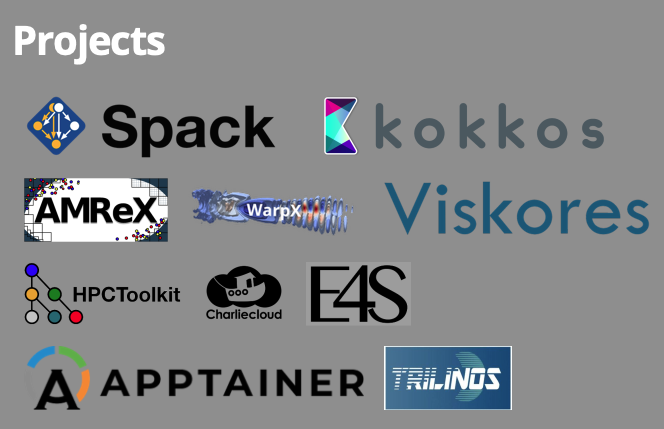 Projects
Spack
kokkos
AMReX
WarpX
Viskores
HPCToolkit
Charliecloud
E4S
APPTAINER
TRILINOS